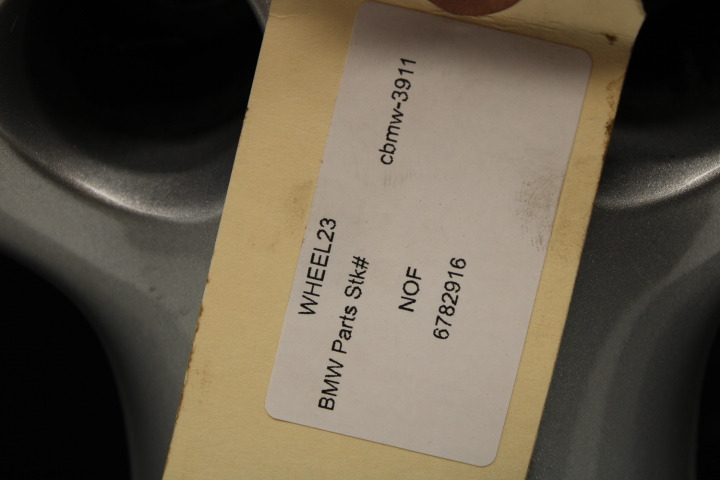 WHEEL23
BMW Parts Stk# cbmw-3911
NOF
6782916